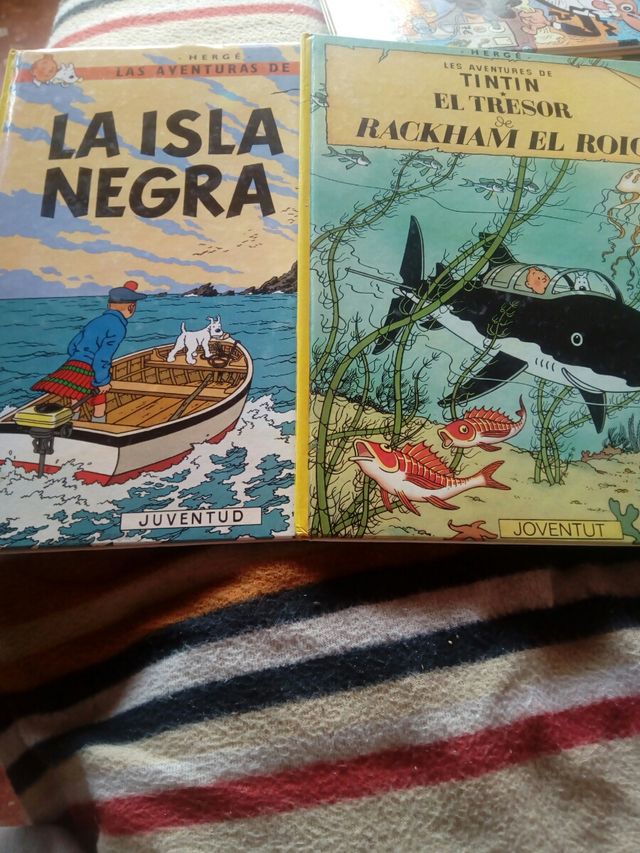 HERGÉ
LAS AVENTURAS DE
LA ISLA
NEGRA
JUVENTUD
HERGÉ
LES AVENTURES DE
TINTIN
EL TRESOR
de
RACKHAM EL ROIG
JOVENTUT